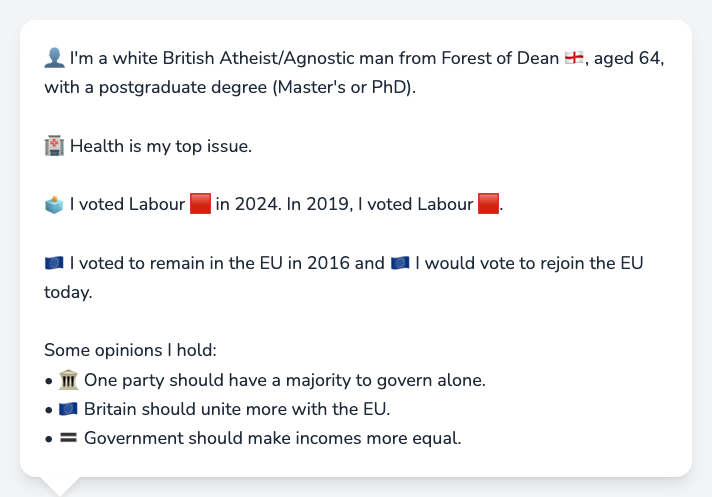 👤 I'm a white British Atheist/Agnostic man from Forest of Dean 🏴󠁧󠁢󠁥󠁮󠁧󠁿, aged 64,
with a postgraduate degree (Master's or PhD).
🏥 Health is my top issue.
🗳️ I voted Labour 🟥 in 2024. In 2019, I voted Labour 🟥.
🇪🇺 I voted to remain in the EU in 2016 and 🇪🇺 I would vote to rejoin the EU
today.
Some opinions I hold:
• 🏛️ One party should have a majority to govern alone.
• 🇪🇺 Britain should unite more with the EU.
• 🟰 Government should make incomes more equal.